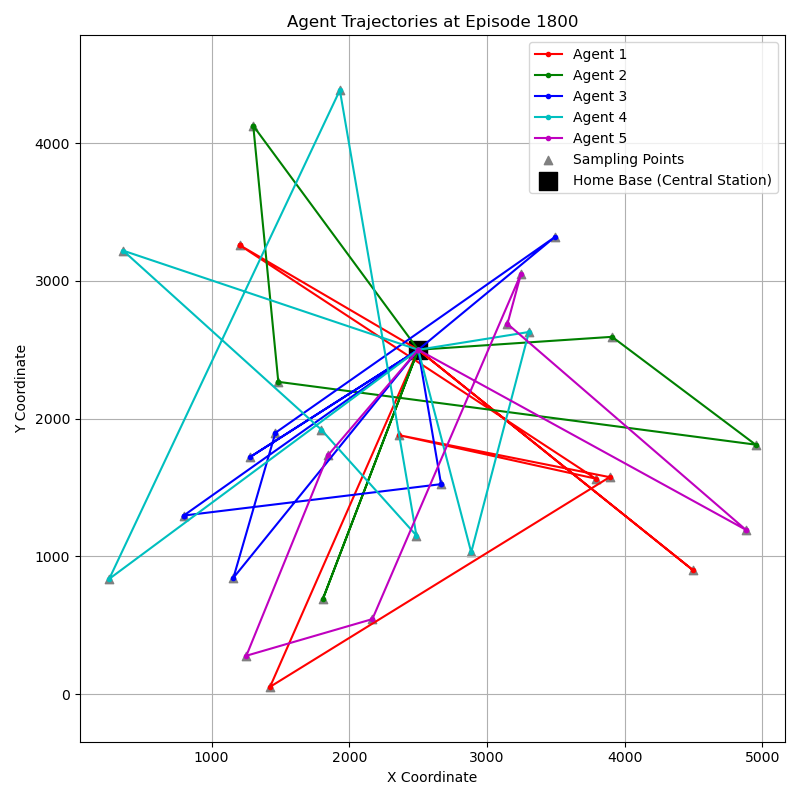 Agent Trajectories at Episode 1800
Agent 1
Agent 2
Agent 3
Agent 4
Agent 5
Sampling Points
Home Base (Central Station)
Y Coordinate
4000
3000
2000
1000
0
1000
2000
3000
4000
5000
X Coordinate